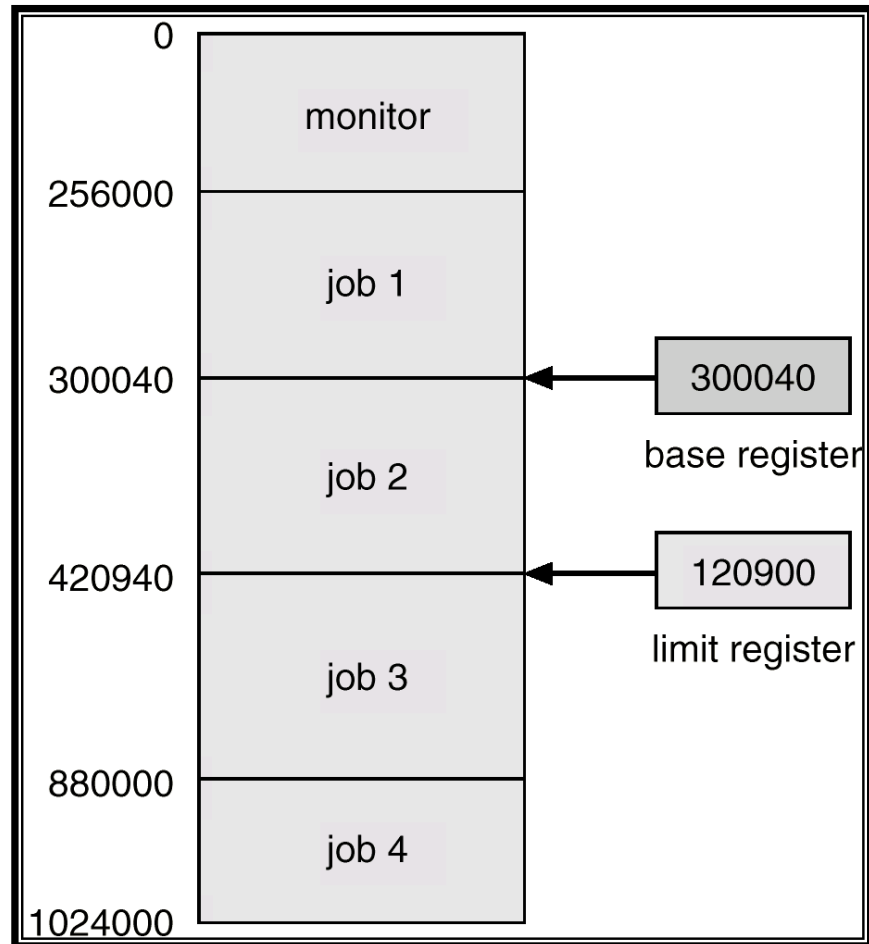 0
monitor
256000
job 1
300040
300040
base register
job 2
420940
120900
limit register
job 3
880000
job 4
1024000